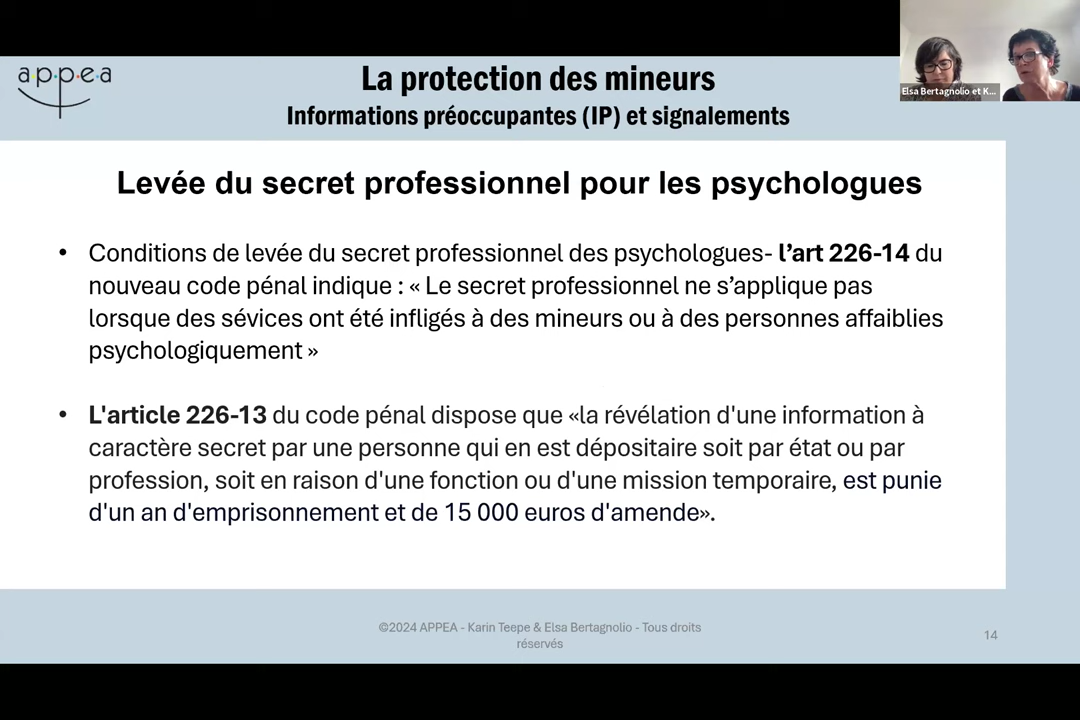 appea
La protection des mineurs
Informations préoccupantes (IP) et signalements
Elsa Bertagnolio et K...
Levée du secret professionnel pour les psychologues
• Conditions de levée du secret professionnel des psychologues- l’art 226-14 du
nouveau code pénal indique : « Le secret professionnel ne s’applique pas
lorsque des sévices ont été infligés à des mineurs ou à des personnes affaiblies
psychologiquement »
• L'article 226-13 du code pénal dispose que «la révélation d'une information à
caractère secret par une personne qui en est dépositaire soit par état ou par
profession, soit en raison d'une fonction ou d'une mission temporaire, est punie
d'un an d'emprisonnement et de 15 000 euros d'amende».
©2024 APPEA - Karin Teepe & Elsa Bertagnolio - Tous droits
réservés
14